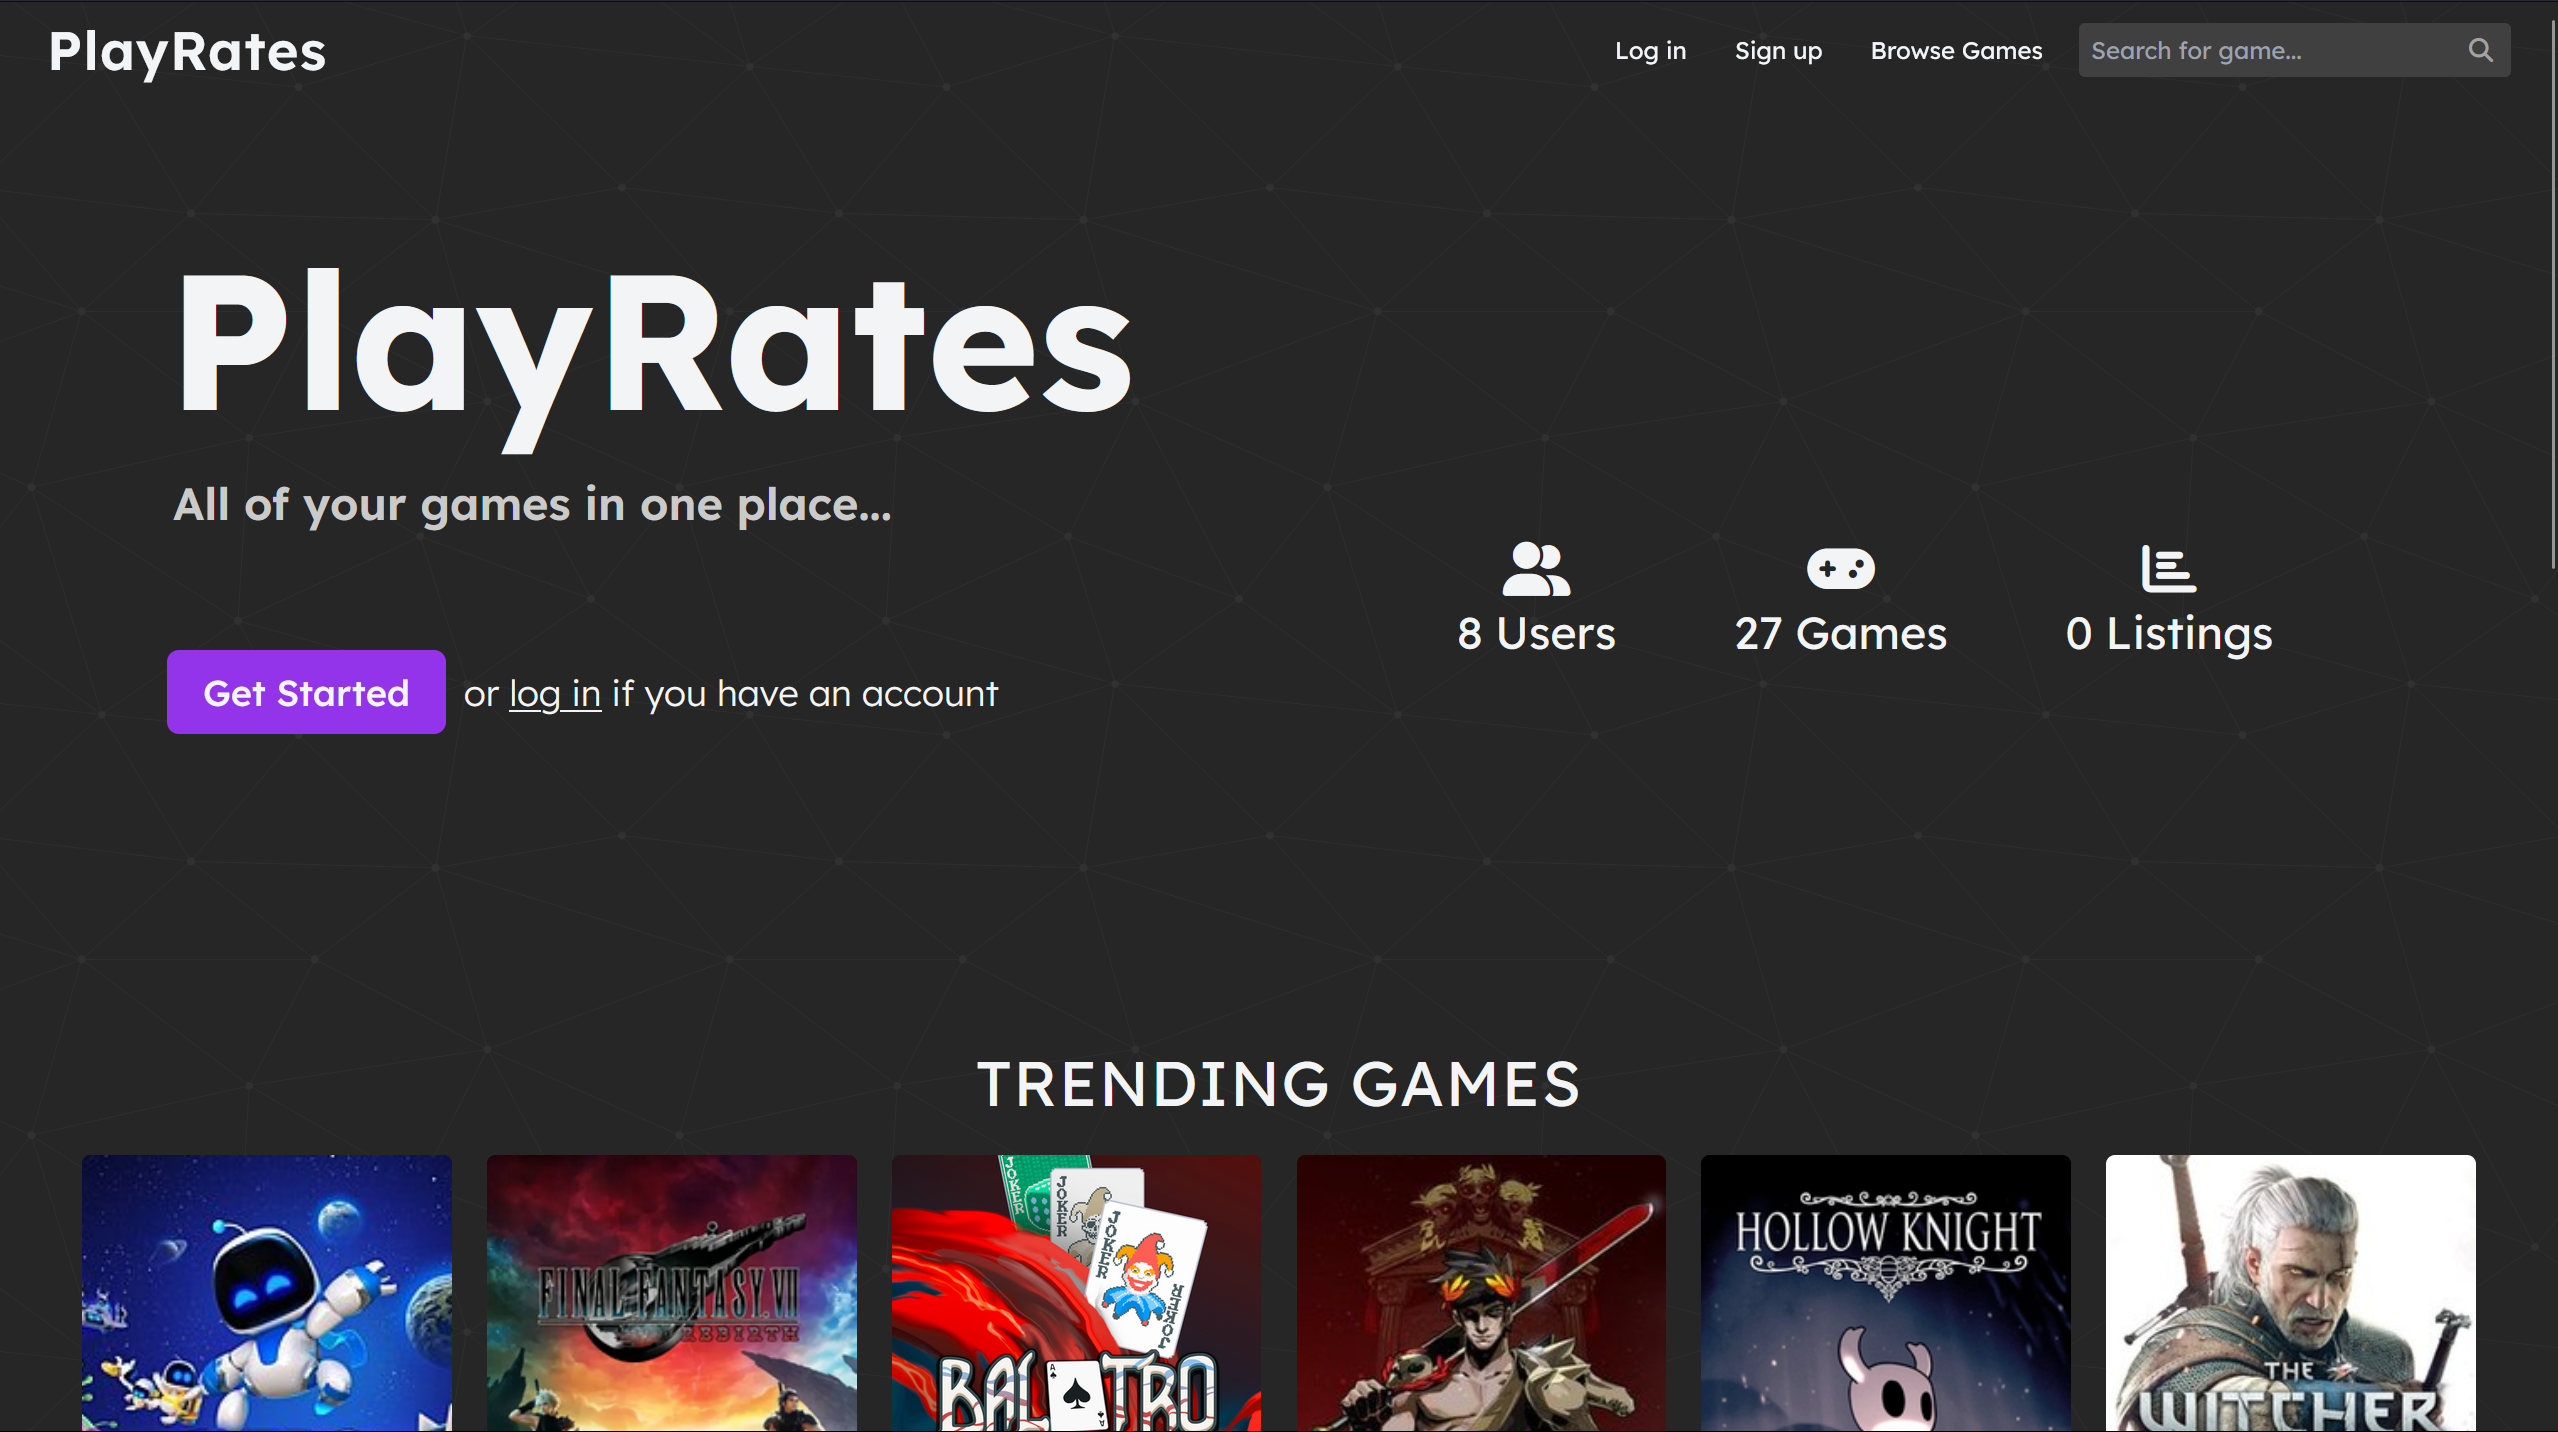 PlayRates
Log in
Sign up
Browse Games
Search for game...
PlayRates
All of your games in one place...
Get Started or log in if you have an account
8 Users
27 Games
0 Listings
TRENDING GAMES
FINAL FANTASY VII
REBIRTH
JOKER
JOKER
JOKER
JOKER
A
BALATRO
HOLLOW KNIGHT
THE
WITCHER